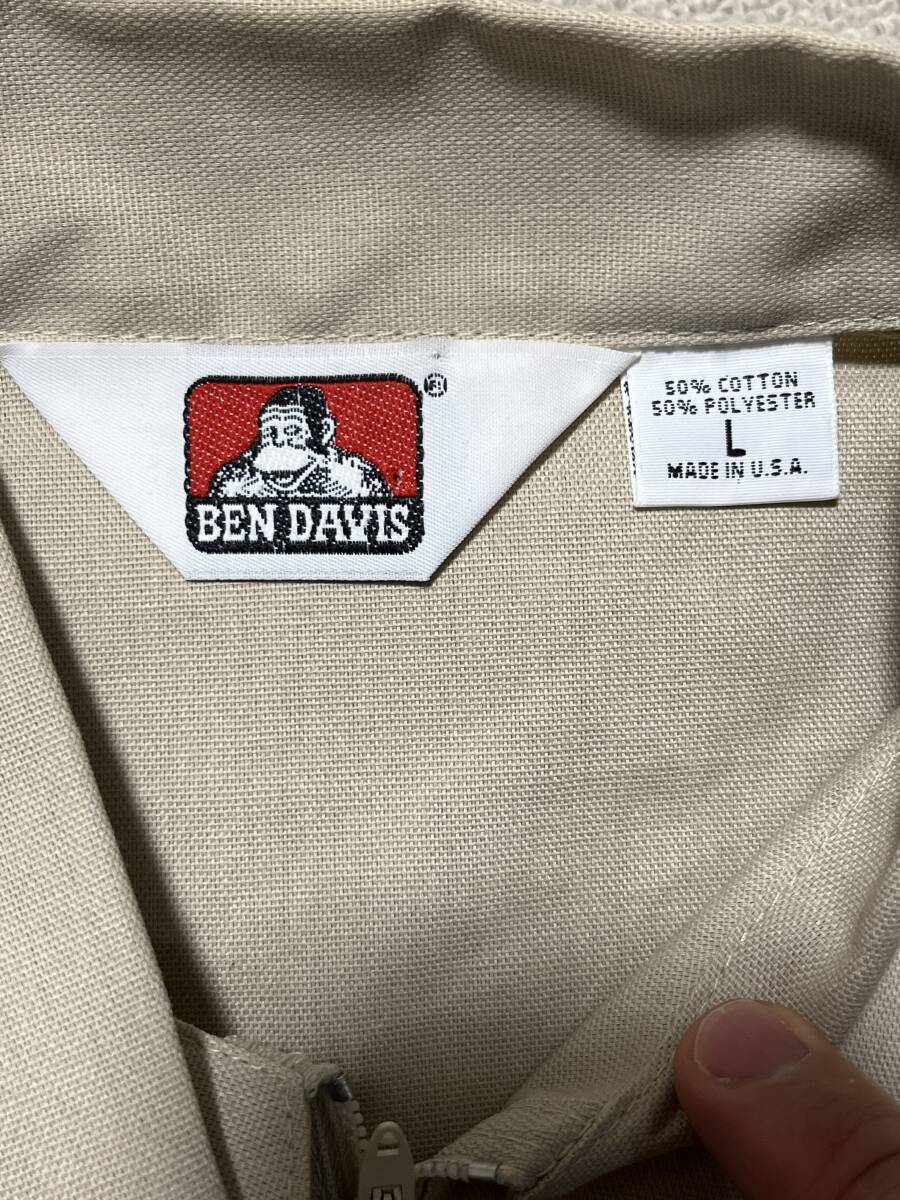 BEN DAVIS
50% COTTON
50% POLYESTER
L
MADE IN U.S.A.